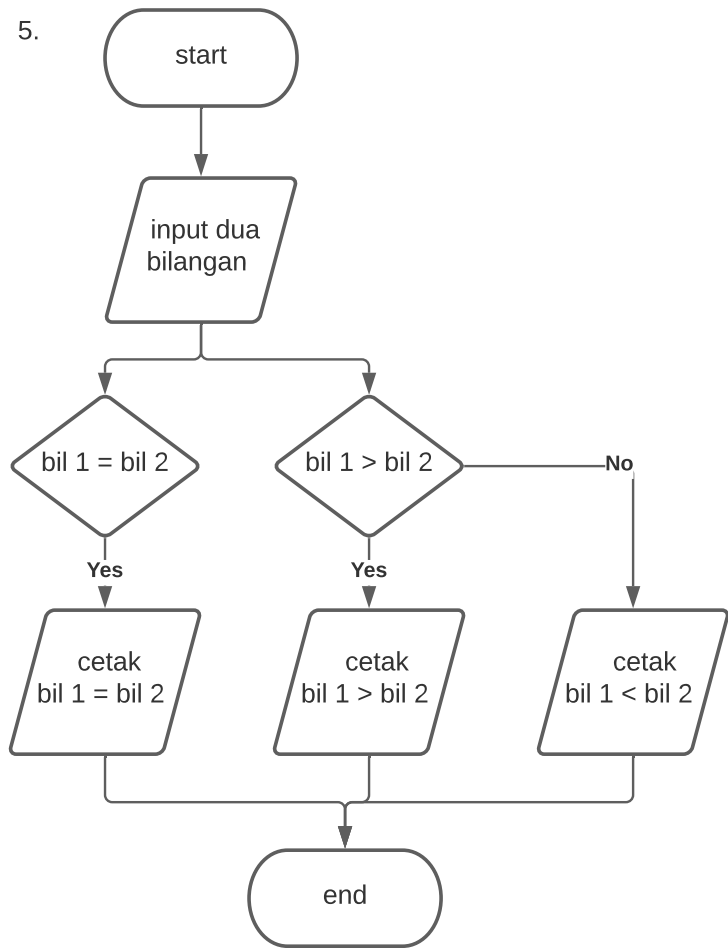 5.
start
input dua
bilangan
bil 1 = bil 2
bil 1 > bil 2
No
Yes
Yes
cetak
bil 1 = bil 2
cetak
bil 1 > bil 2
cetak
bil 1 < bil 2
end